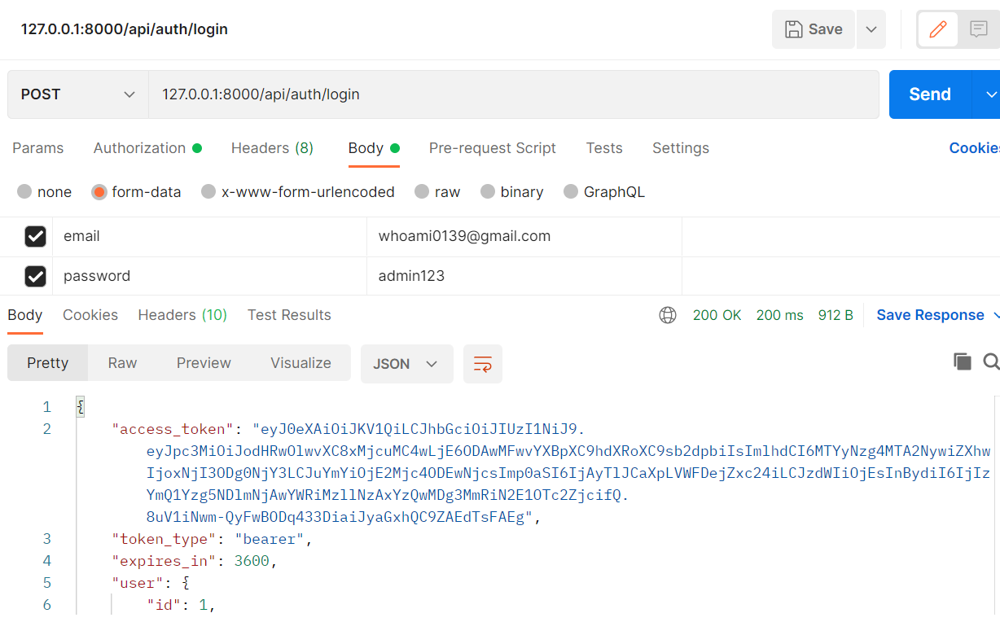 127.0.0.1:8000/api/auth/login
Save
POST
127.0.0.1:8000/api/auth/login
Send
Params Authorization Headers (8) Body Pre-request Script Tests Settings Cookies
none form-data x-www-form-urlencoded raw binary GraphQL
email whoami0139@gmail.com
password admin123
Body Cookies Headers (10) Test Results 200 OK 200 ms 912 B Save Response
Pretty Raw Preview Visualize JSON
1 {
2 "access_token": "eyJ0eXAiOiJKV1QiLCJhbGciOiJIUzI1NiJ9.
eyJpc3MiOiJodHRwOlwvXC8xMjcuMC4wLjE6ODAwMFwvYXBpXC9hdXRoXC9sb2dpbiIsImlhdCI6MTYyNzg4MTA2NywiZXhw
IjoxNjI3ODg0NjY3LCJuYmYiOjE2Mjc4ODEwNjcsImp0aSI6IjAyTlJCaXpLVWFDejZxc24iLCJzdWIiOjEsInBydiI6IjIz
YmQ1Yzg5NDlmNjAwYWRiMzllNzAxYzQwMDg3MmRiN2E1OTc2ZjcifQ.
8uV1iNwm-QyFwBODq433DiaiJyaGxhQC9ZAEdTsFAEg",
3 "token_type": "bearer",
4 "expires_in": 3600,
5 "user": {
6 "id": 1,